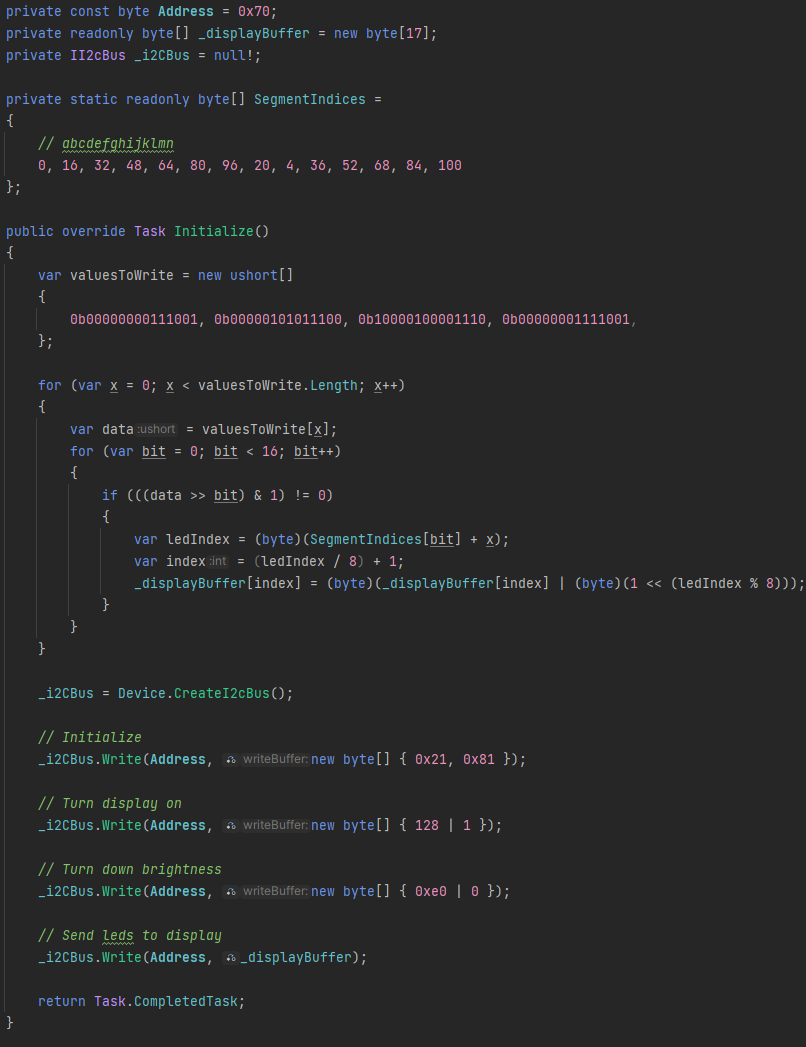 private const byte Address = 0x70;
private readonly byte[] _displayBuffer = new byte[17];
private II2cBus _i2CBus = null!;

private static readonly byte[] SegmentIndices =
{
    // abcdefghijklmn
    0, 16, 32, 48, 64, 80, 96, 20, 4, 36, 52, 68, 84, 100
};

public override Task Initialize()
{
    var valuesToWrite = new ushort[]
    {
        0b00000000111001, 0b00000101011100, 0b10000100001110, 0b00000001111001,
    };

    for (var x = 0; x < valuesToWrite.Length; x++)
    {
        var data:ushort = valuesToWrite[x];
        for (var bit = 0; bit < 16; bit++)
        {
            if (((data >> bit) & 1) != 0)
            {
                var ledIndex = (byte)(SegmentIndices[bit] + x);
                var index:int = (ledIndex / 8) + 1;
                _displayBuffer[index] = (byte)(_displayBuffer[index] | (byte)(1 << (ledIndex % 8)));
            }
        }
    }

    _i2CBus = Device.CreateI2cBus();

    // Initialize
    _i2CBus.Write(Address, writeBuffer:new byte[] { 0x21, 0x81 });

    // Turn display on
    _i2CBus.Write(Address, writeBuffer:new byte[] { 128 | 1 });

    // Turn down brightness
    _i2CBus.Write(Address, writeBuffer:new byte[] { 0xe0 | 0 });

    // Send leds to display
    _i2CBus.Write(Address, _displayBuffer);

    return Task.CompletedTask;
}